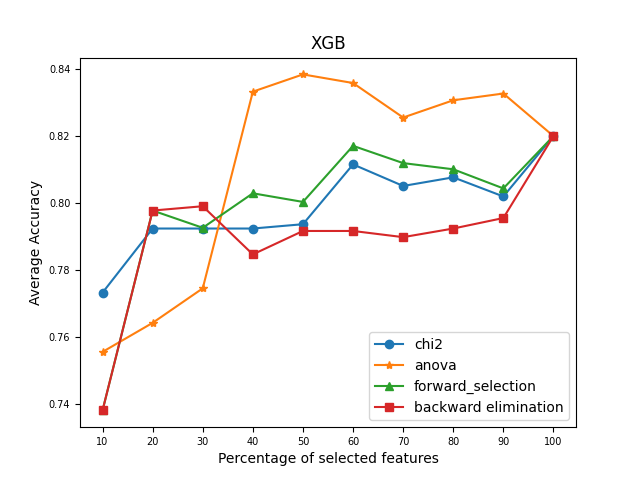 XGB
0.84
0.82
0.80
0.78
0.76
0.74
Average Accuracy
10 20 30 40 50 60 70 80 90 100
Percentage of selected features
chi2
anova
forward_selection
backward elimination